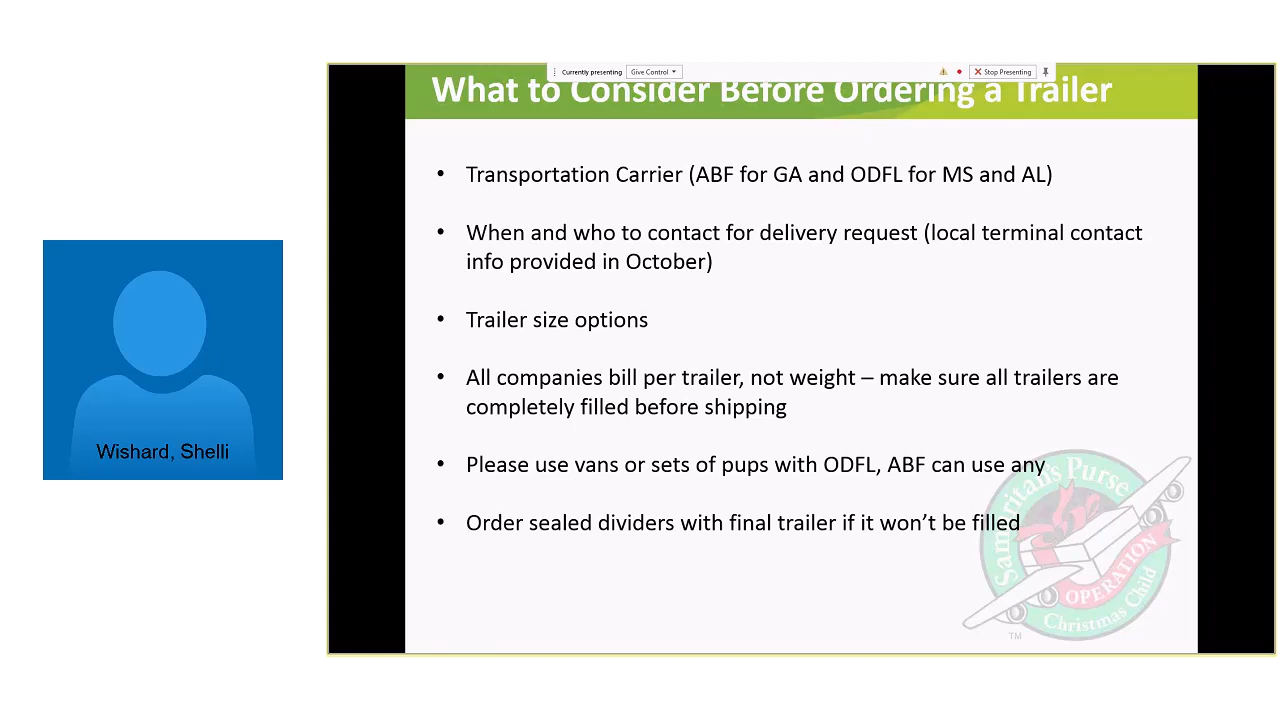 Currently presenting Give Control Stop Presenting
What to Consider Before Ordering a Trailer
• Transportation Carrier (ABF for GA and ODFL for MS and AL)
• When and who to contact for delivery request (local terminal contact
info provided in October)
• Trailer size options
• All companies bill per trailer, not weight – make sure all trailers are
completely filled before shipping
• Please use vans or sets of pups with ODFL, ABF can use any
• Order sealed dividers with final trailer if it won’t be filled
Wishard, Shelli
Samaritan's Purse
OPERATION
Christmas Child
TM